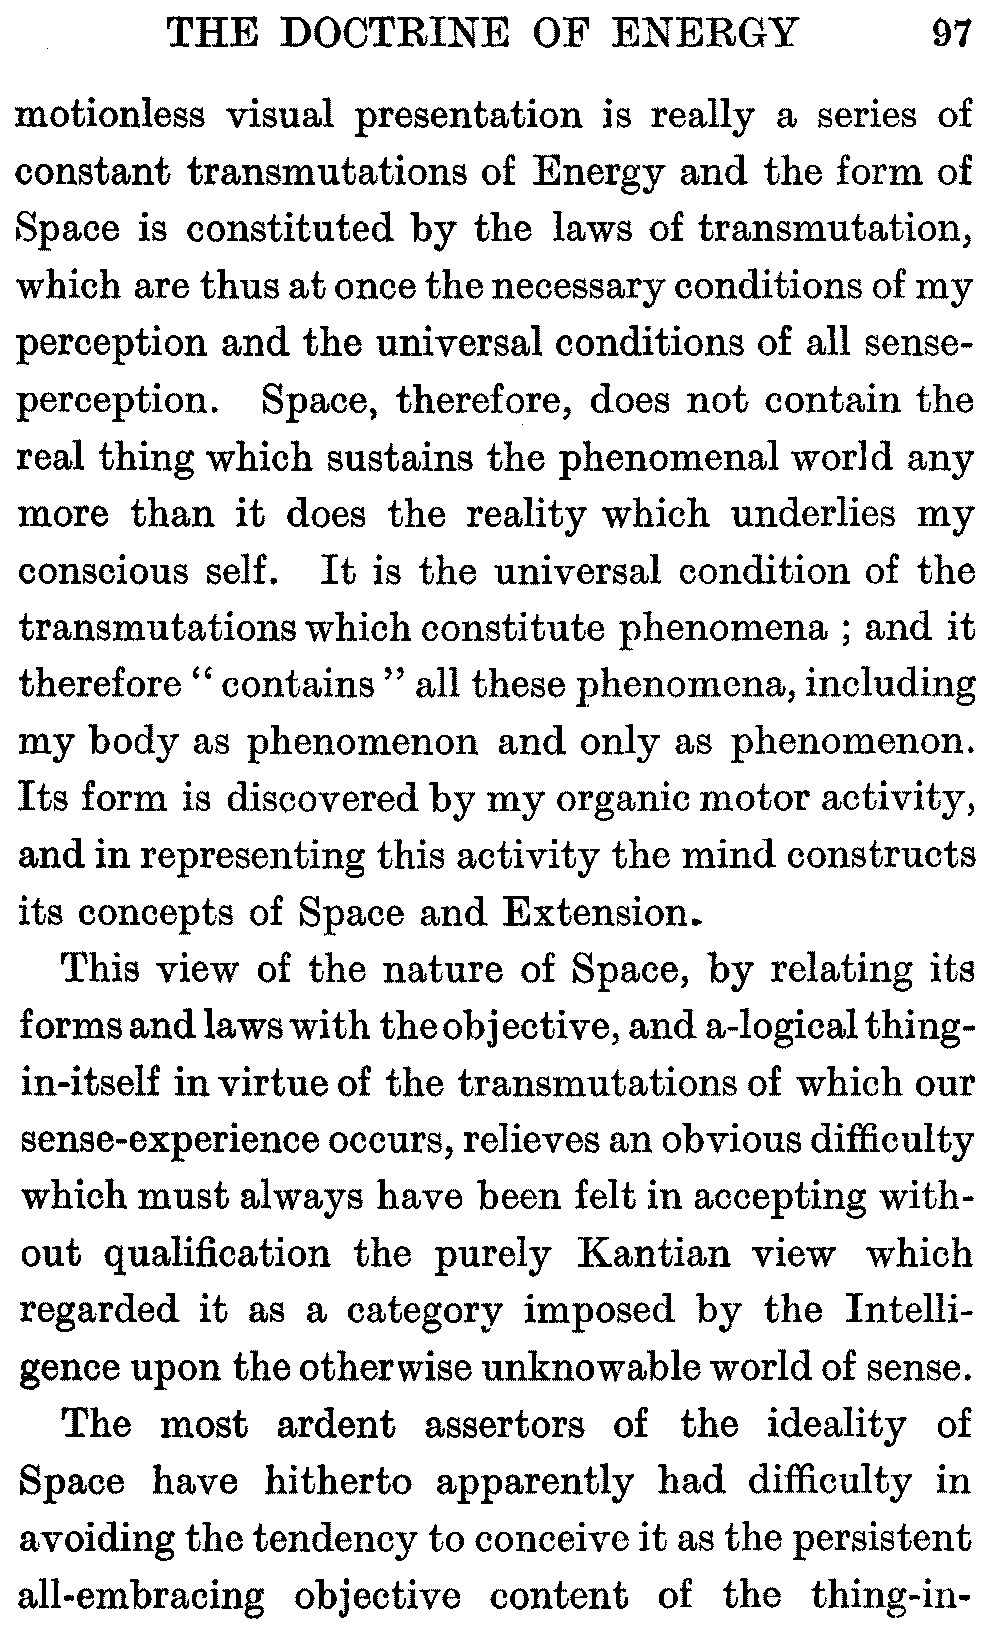 THE DOCTRINE OF ENERGY 97
motionless visual presentation is really a series of
constant transmutations of Energy and the form of
Space is constituted by the laws of transmutation,
which are thus at once the necessary conditions of my
perception and the universal conditions of all sense-
perception. Space, therefore, does not contain the
real thing which sustains the phenomenal world any
more than it does the reality which underlies my
conscious self. It is the universal condition of the
transmutations which constitute phenomena ; and it
therefore “ contains ” all these phenomena, including
my body as phenomenon and only as phenomenon.
Its form is discovered by my organic motor activity,
and in representing this activity the mind constructs
its concepts of Space and Extension.
This view of the nature of Space, by relating its
forms and laws with the objective, and a-logical thing-
in-itself in virtue of the transmutations of which our
sense-experience occurs, relieves an obvious difficulty
which must always have been felt in accepting with-
out qualification the purely Kantian view which
regarded it as a category imposed by the Intelli-
gence upon the otherwise unknowable world of sense.
The most ardent assertors of the ideality of
Space have hitherto apparently had difficulty in
avoiding the tendency to conceive it as the persistent
all-embracing objective content of the thing-in-